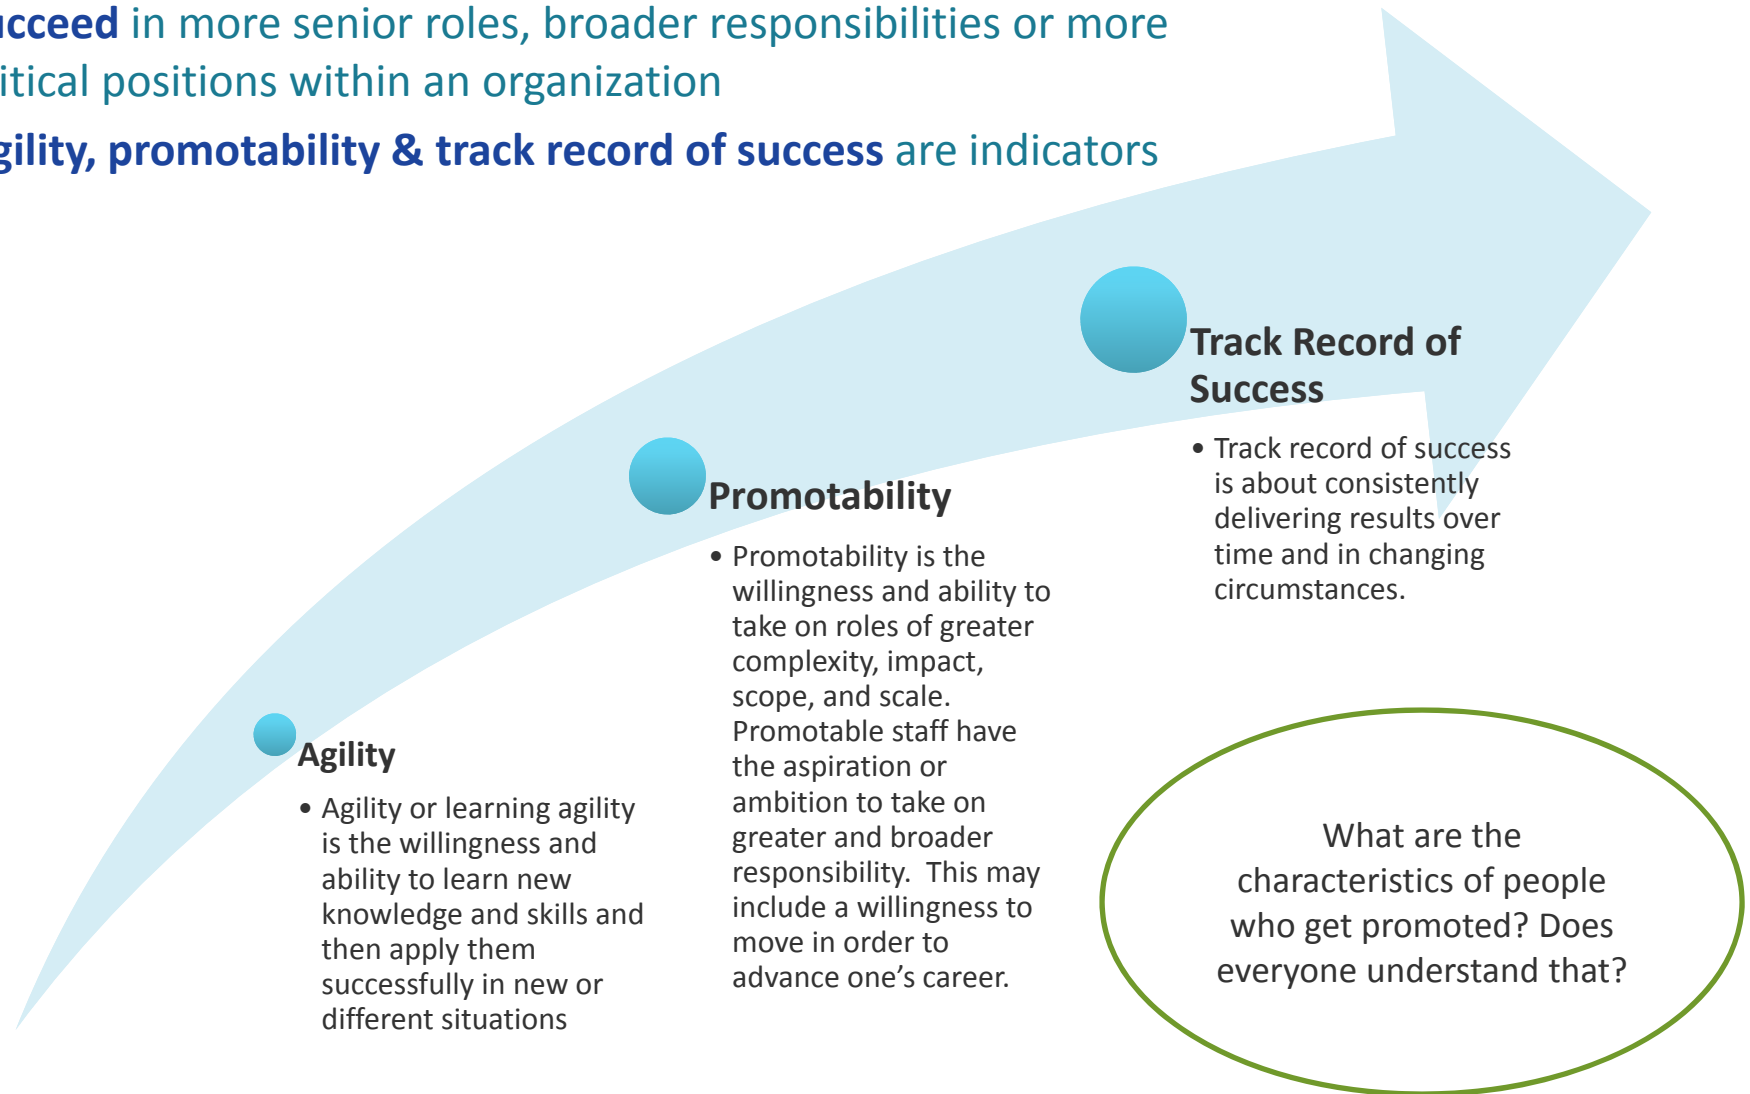 ucceed in more senior roles, broader responsibilities or more
itical positions within an organization
gility, promotability & track record of success are indicators
Track Record of
Success
• Track record of success
is about consistently
delivering results over
time and in changing
circumstances.
Promotability
• Promotability is the
willingness and ability to
take on roles of greater
complexity, impact,
scope, and scale.
Promotable staff have
the aspiration or
ambition to take on
greater and broader
responsibility.  This may
include a willingness to
move in order to
advance one’s career.
Agility
• Agility or learning agility
is the willingness and
ability to learn new
knowledge and skills and
then apply them
successfully in new or
different situations
What are the
characteristics of people
who get promoted? Does
everyone understand that?